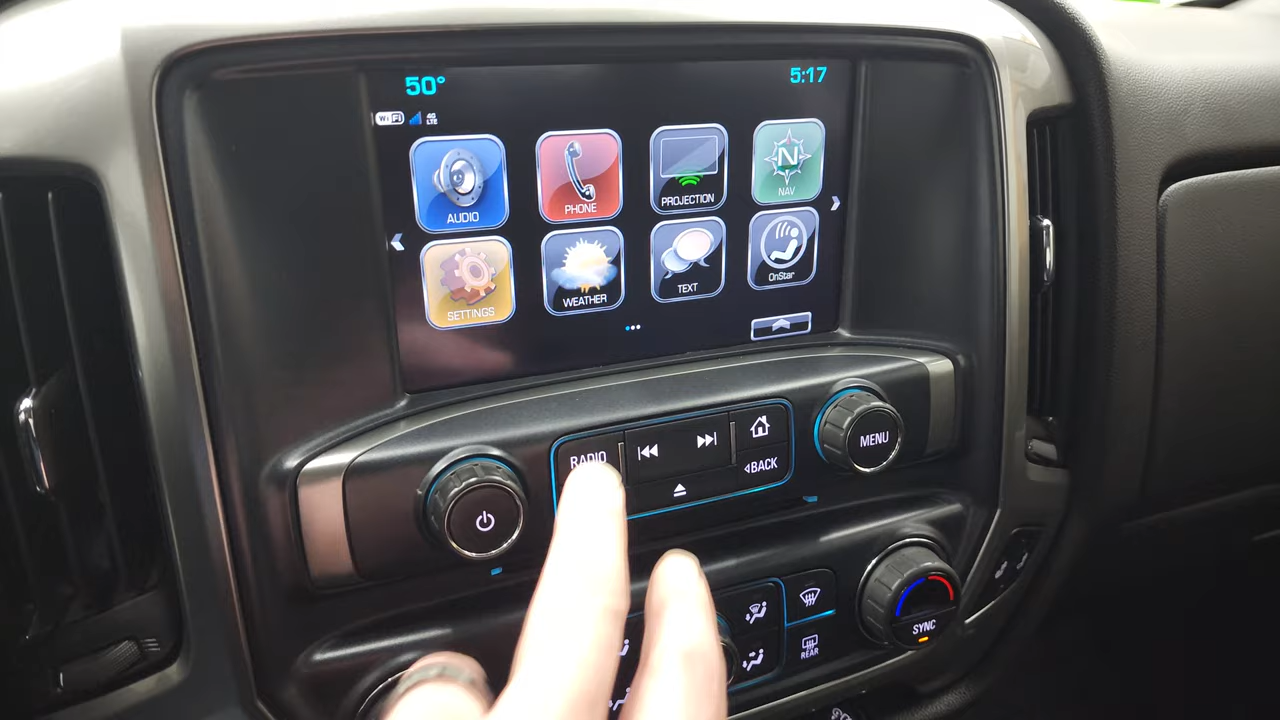 50°
5:17
WiFi
4G
LTE
AUDIO
PHONE
PROJECTION
N
NAV
SETTINGS
WEATHER
TEXT
OnStar
RADIO
BACK
MENU
SYNC
REAR